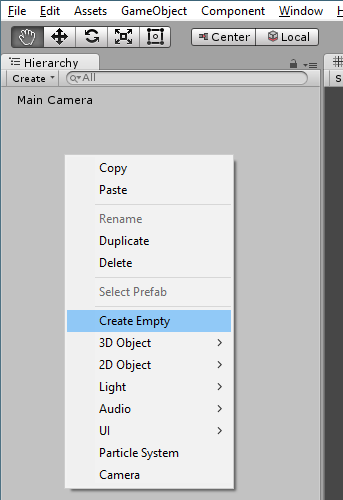 File Edit Assets GameObject Component Window H
Center Local
Hierarchy
Create All S
Main Camera
Copy
Paste
Rename
Duplicate
Delete
Select Prefab
Create Empty
3D Object
2D Object
Light
Audio
UI
Particle System
Camera